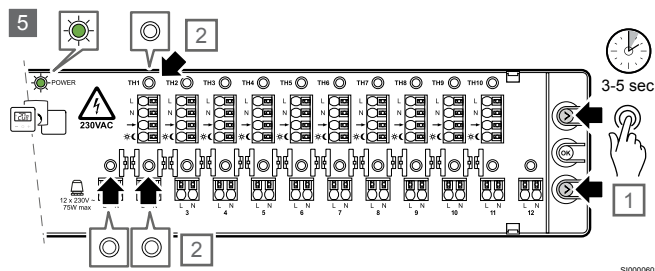 5
2
POWER
TH1 TH2 TH3 TH4 TH5 TH6 TH7 TH8 TH9 TH10
3-5 sec
L
N
230VAC
OK
12 x 230V ~
75W max
L N L N L N L N L N L N L N L N L N L N
3 4 5 6 7 8 9 10 11 12
1
2
SI000060